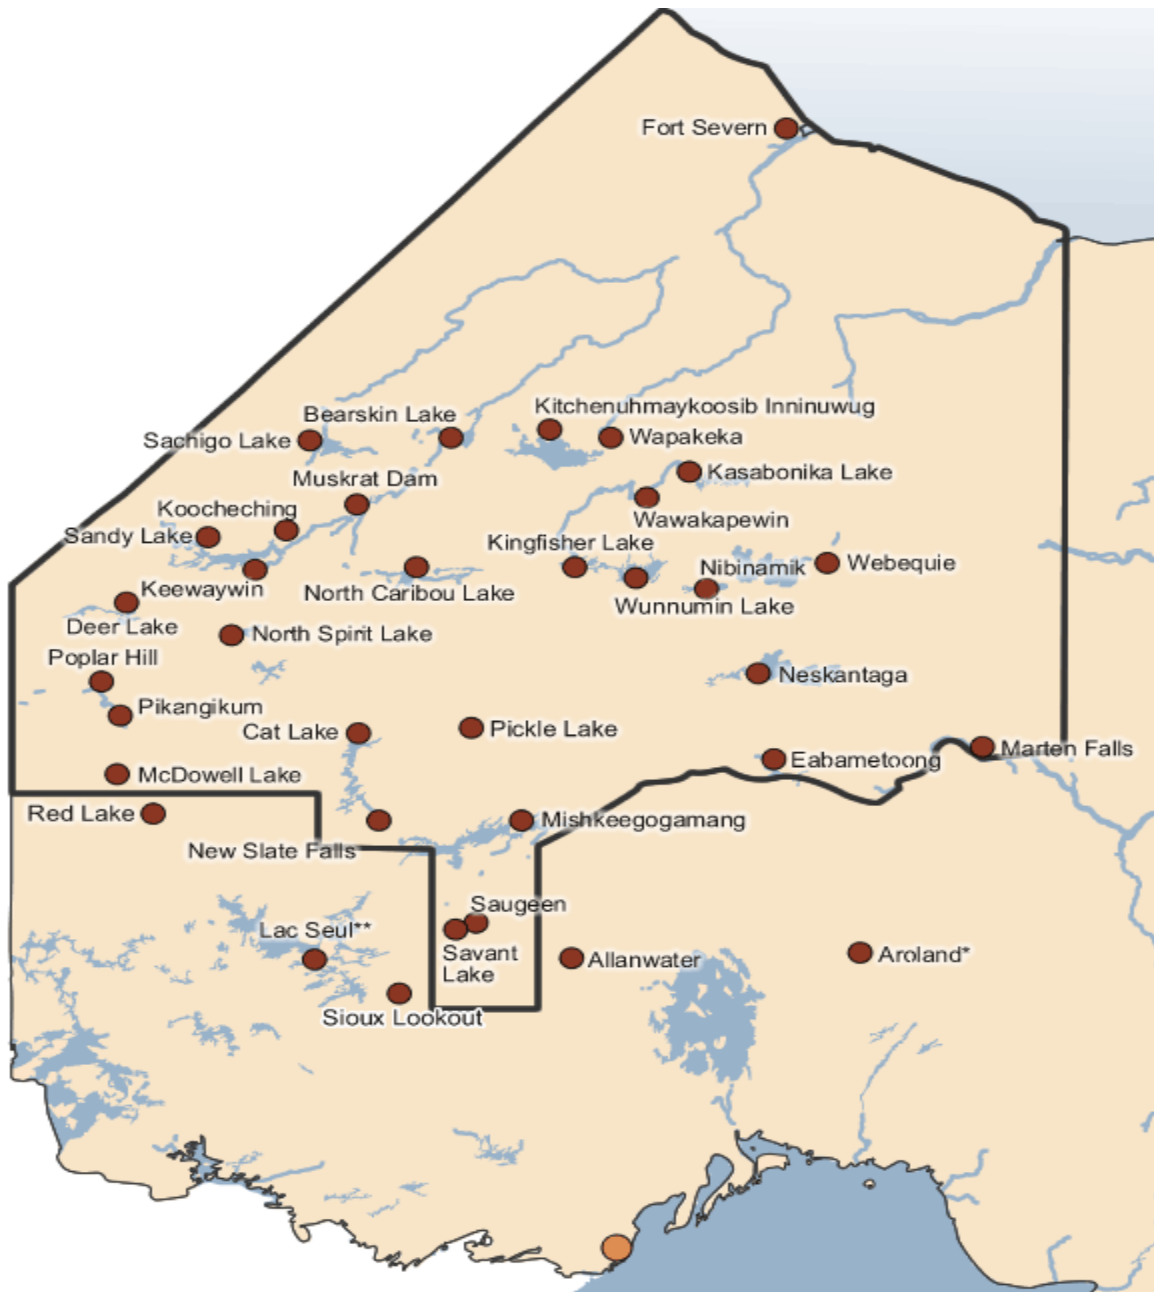 Fort Severn
Kitchenuhmaykoosib Inninuwug
Bearskin Lake
Sachigo Lake
Wapakeka
Kasabonika Lake
Muskrat Dam
Koocheching
Wawakapewin
Sandy Lake
Kingfisher Lake
Webequie
Nibinamik
Keewaywin
North Caribou Lake
Wunnumin Lake
Deer Lake
North Spirit Lake
Poplar Hill
Neskantaga
Pikangikum
Cat Lake
Pickle Lake
Marten Falls
Eabametoong
McDowell Lake
Red Lake
Mishkeegogamang
New Slate Falls
Saugeen
Lac Seul**
Savant
Lake
Allanwater
Aroland*
Sioux Lookout